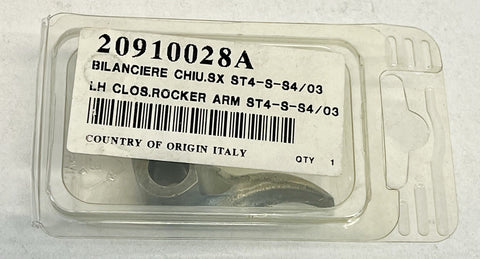 20910028A
BILANCIERE CHIU.SX ST4-S-S4/03
LH CLOS.ROCKER ARM ST4-S-S4/03
COUNTRY OF ORIGIN ITALY QTY 1